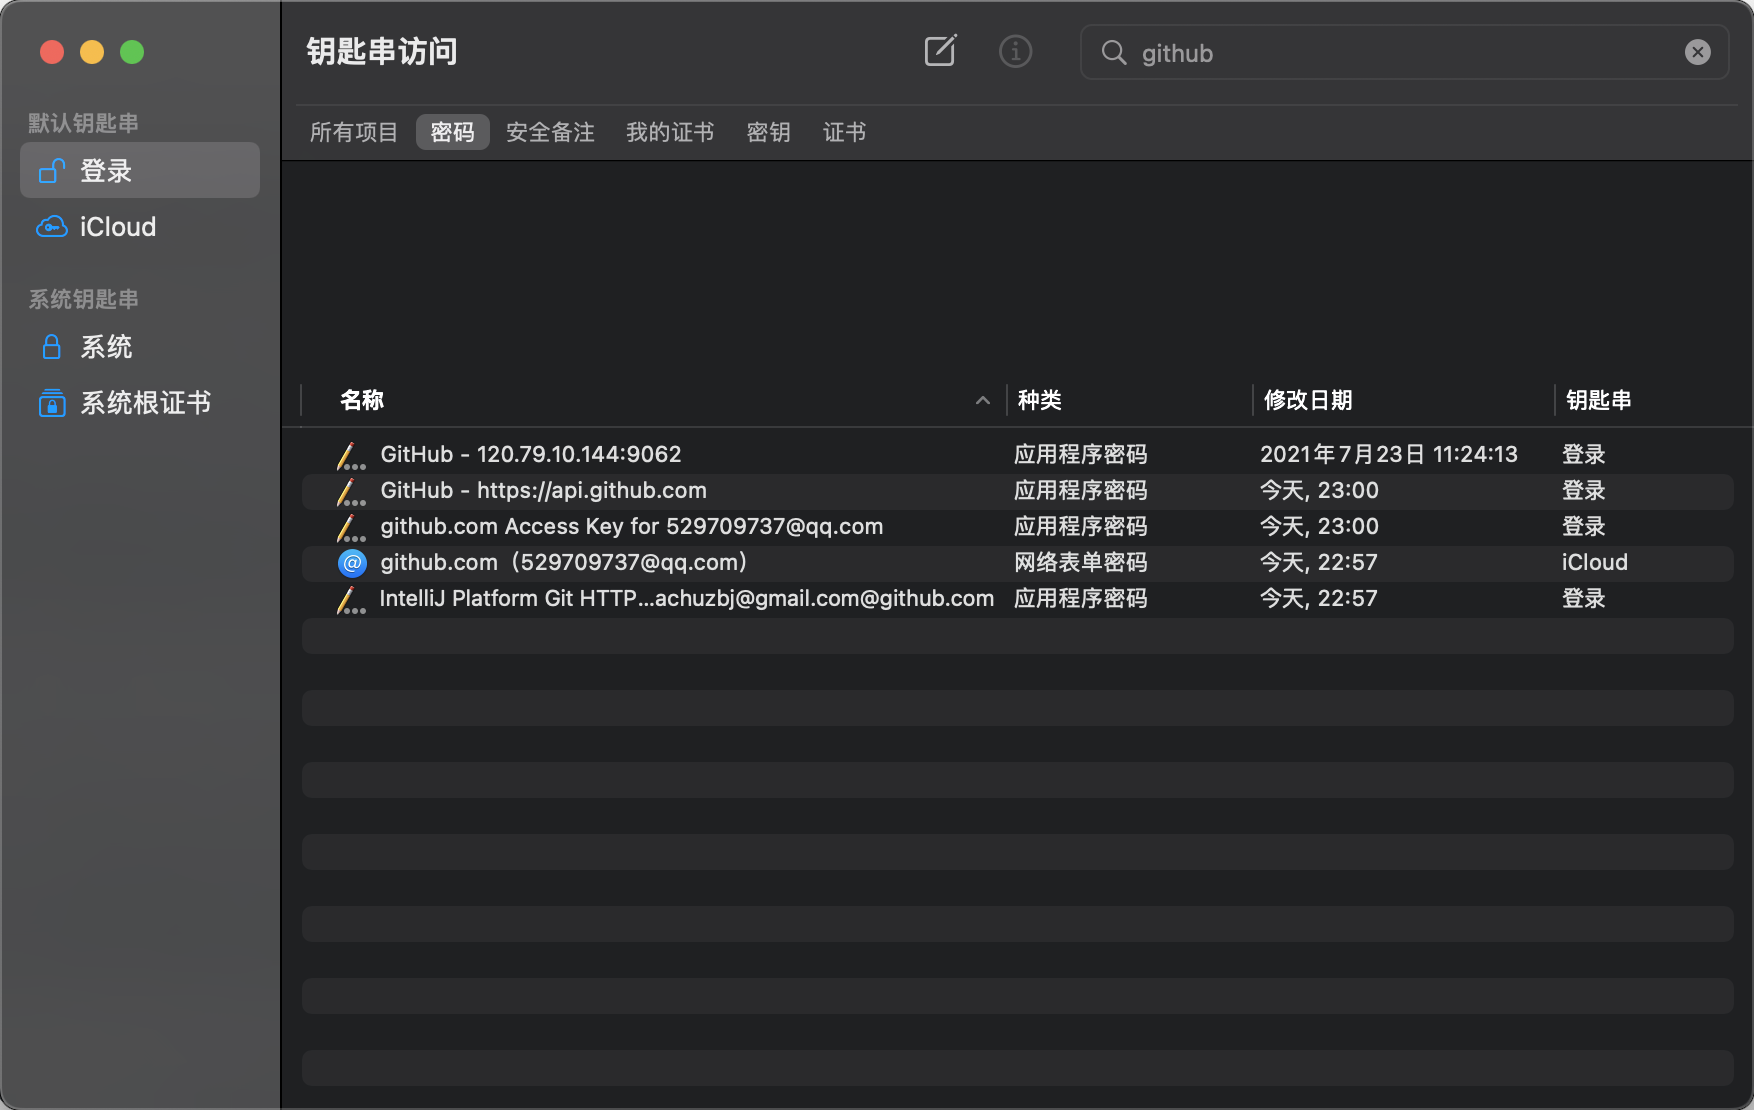 钥匙串访问
github
默认钥匙串
登录
iCloud
系统钥匙串
系统
系统根证书
所有项目 密码 安全备注 我的证书 密钥 证书
名称 种类 修改日期 钥匙串
GitHub - 120.79.10.144:9062 应用程序密码 2021年7月23日 11:24:13 登录
GitHub - https://api.github.com 应用程序密码 今天, 23:00 登录
github.com Access Key for 529709737@qq.com 应用程序密码 今天, 23:00 登录
github.com（529709737@qq.com） 网络表单密码 今天, 22:57 iCloud
IntelliJ Platform Git HTTP...achuzbj@gmail.com@github.com 应用程序密码 今天, 22:57 登录